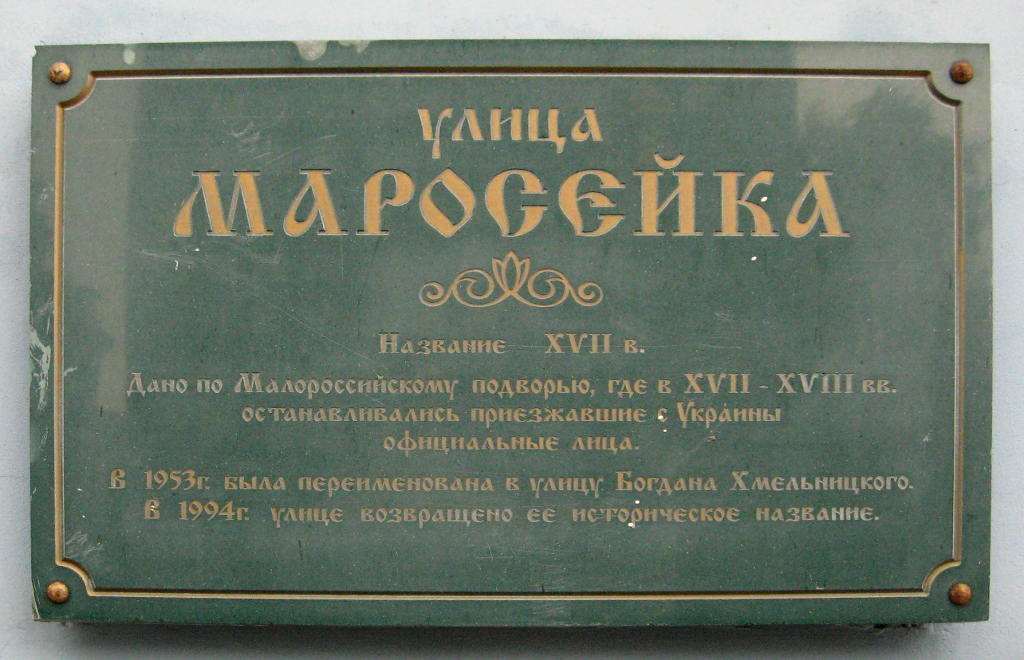 улица
МАРОСЕЙКА
Название XVII в.
Дано по Малороссийскому подворью, где в XVII - XVIII вв.
останавливались приезжавшие с Украины
официальные лица.
В 1953г. была переименована в улицу Богдана Хмельницкого.
В 1994г. улице возвращено ее историческое название.